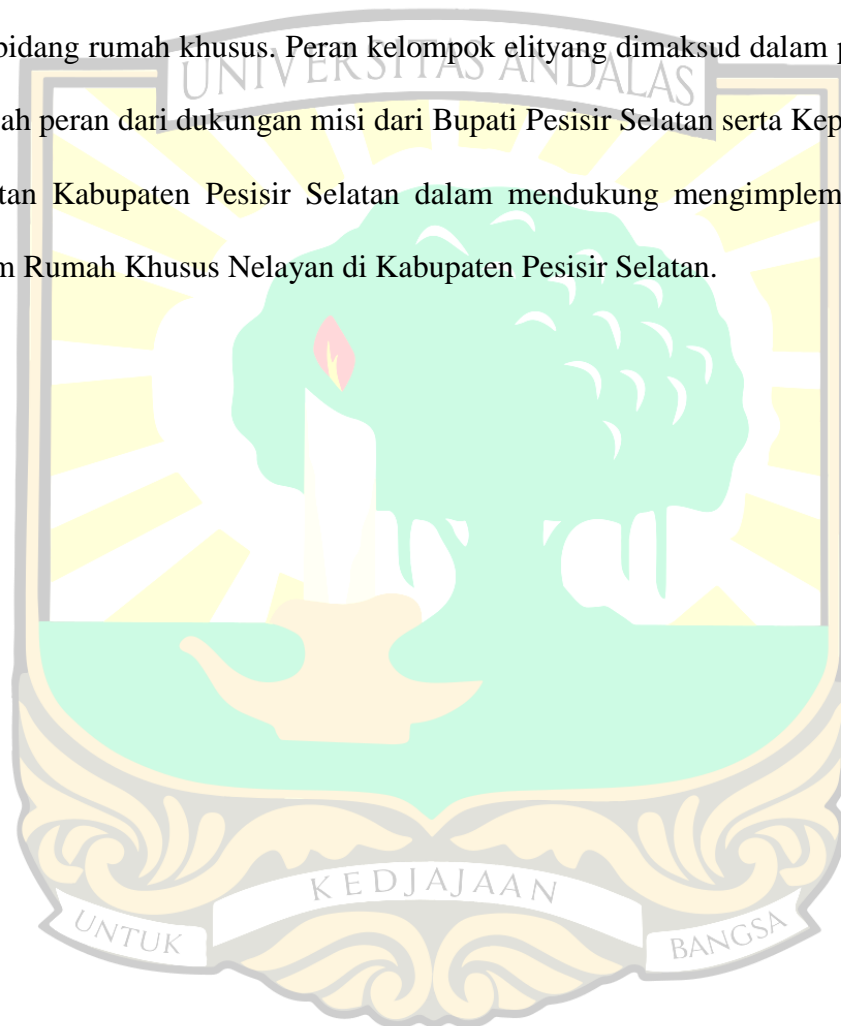 bidang rumah khusus. Peran kelompok elityang dimaksud dalam p
ah peran dari dukungan misi dari Bupati Pesisir Selatan serta Kep
tan Kabupaten Pesisir Selatan dalam mendukung mengimplem
m Rumah Khusus Nelayan di Kabupaten Pesisir Selatan.
UNIVERSITAS ANDALAS
KEDJAJAAN
UNTUK
BANGSA